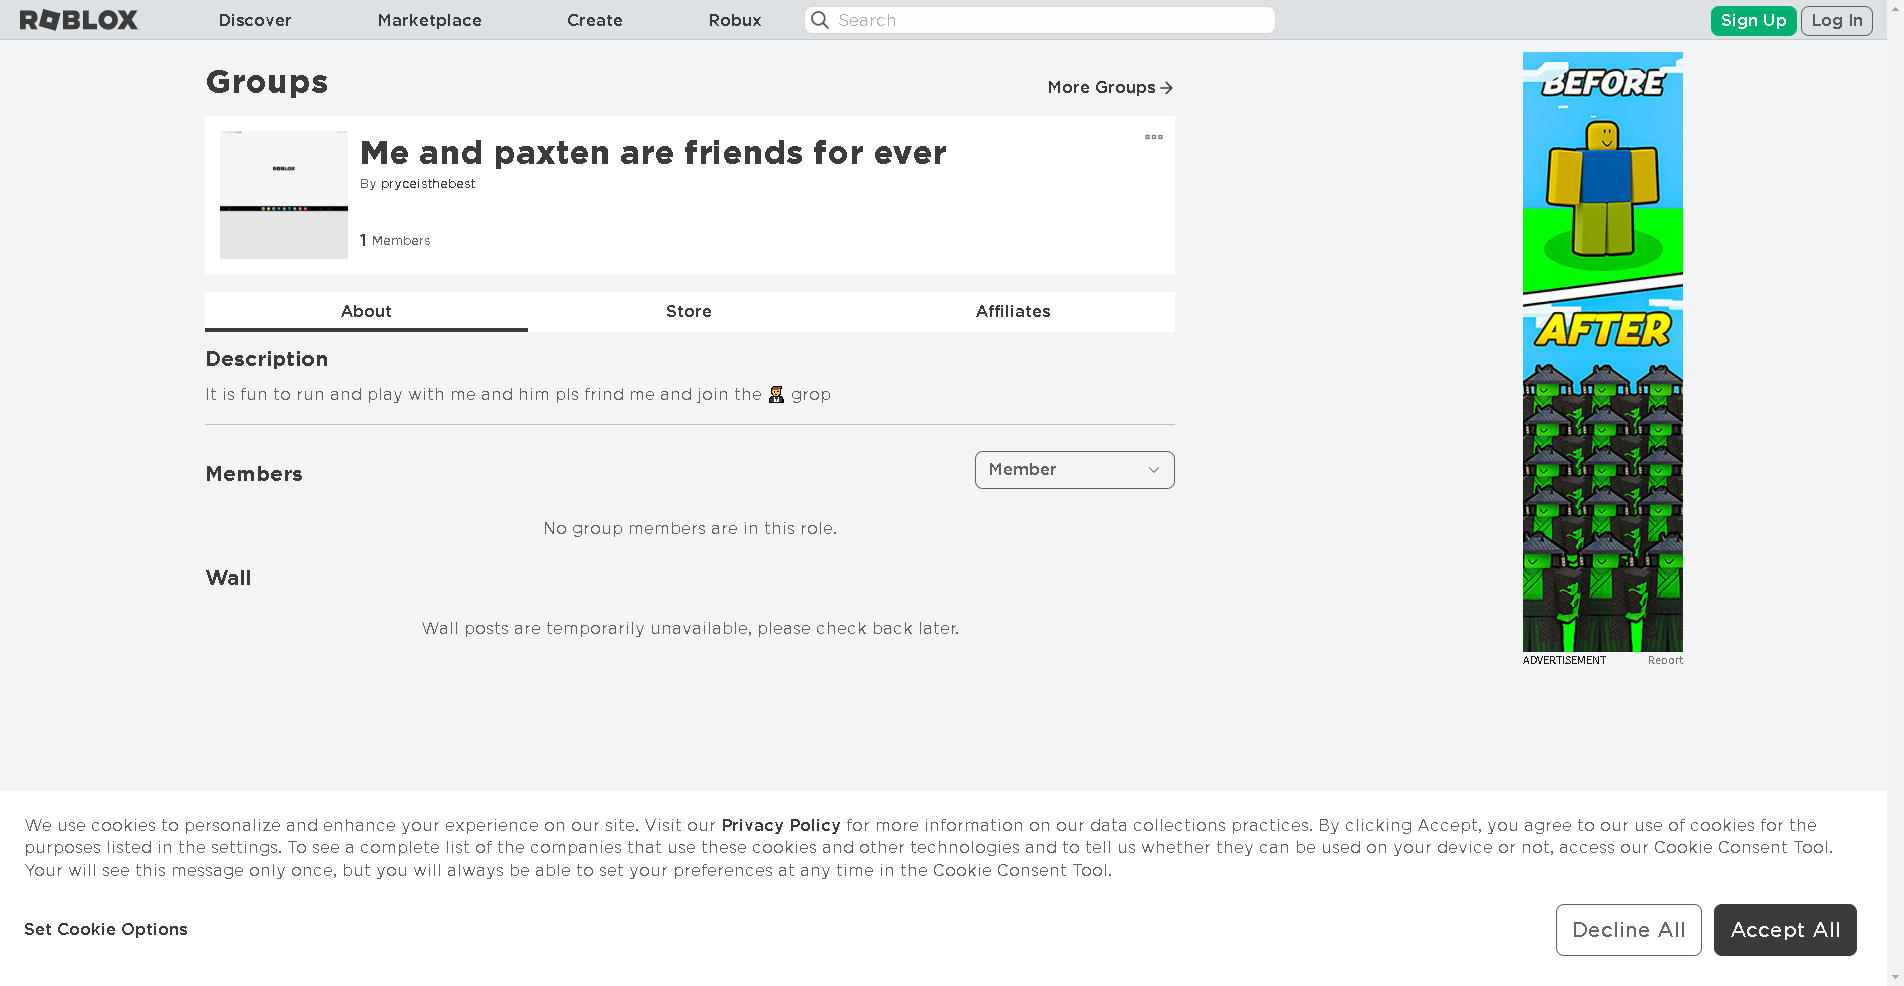 ROBLOX
Discover
Marketplace
Create
Robux
Search
Sign Up
Log In
Groups
More Groups
ROBLOX
Me and paxten are friends for ever
By pryceisthebest
1 Members
About
Store
Affiliates
Description
It is fun to run and play with me and him pls frind me and join the 🤵 grop
Members
Member
No group members are in this role.
Wall
Wall posts are temporarily unavailable, please check back later.
BEFORE
AFTER
ADVERTISEMENT
Report
We use cookies to personalize and enhance your experience on our site. Visit our Privacy Policy for more information on our data collections practices. By clicking Accept, you agree to our use of cookies for the
purposes listed in the settings. To see a complete list of the companies that use these cookies and other technologies and to tell us whether they can be used on your device or not, access our Cookie Consent Tool.
Your will see this message only once, but you will always be able to set your preferences at any time in the Cookie Consent Tool.
Set Cookie Options
Decline All
Accept All